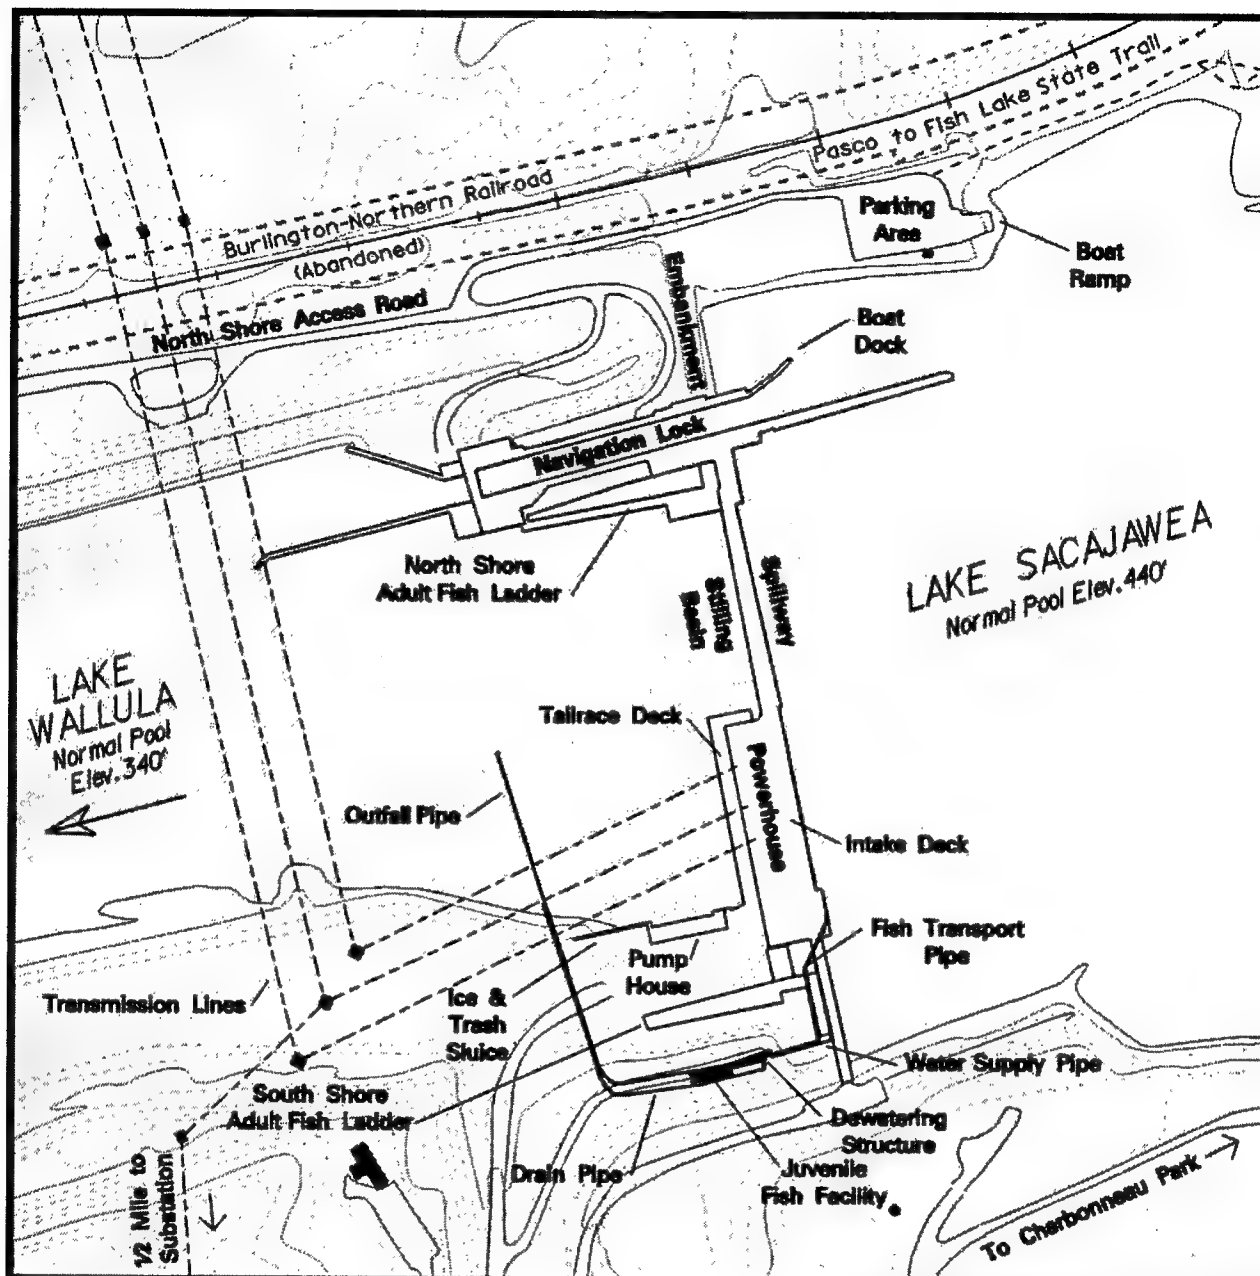 Pasco to Fish Lake State Trail
Burlington-Northern Railroad
(Abandoned)
North Shore Access Road
Parking
Area
Boat
Ramp
Embankment
Boat
Dock
Navigation Lock
North Shore
Adult Fish Ladder
Spillway
Stilling
Basin
LAKE SACAJAWEA
Normal Pool Elev. 440'
LAKE
WALLULA
Normal Pool
Elev. 340'
Tailrace Deck
Powerhouse
Outfall Pipe
Intake Deck
Fish Transport
Pipe
Pump
House
Transmission Lines
Ice &
Trash
Sluice
Water Supply Pipe
South Shore
Adult Fish Ladder
Dewatering
Structure
Drain Pipe
Juvenile
Fish Facility
1/2 Mile to
Substation
To Charbonneau Park